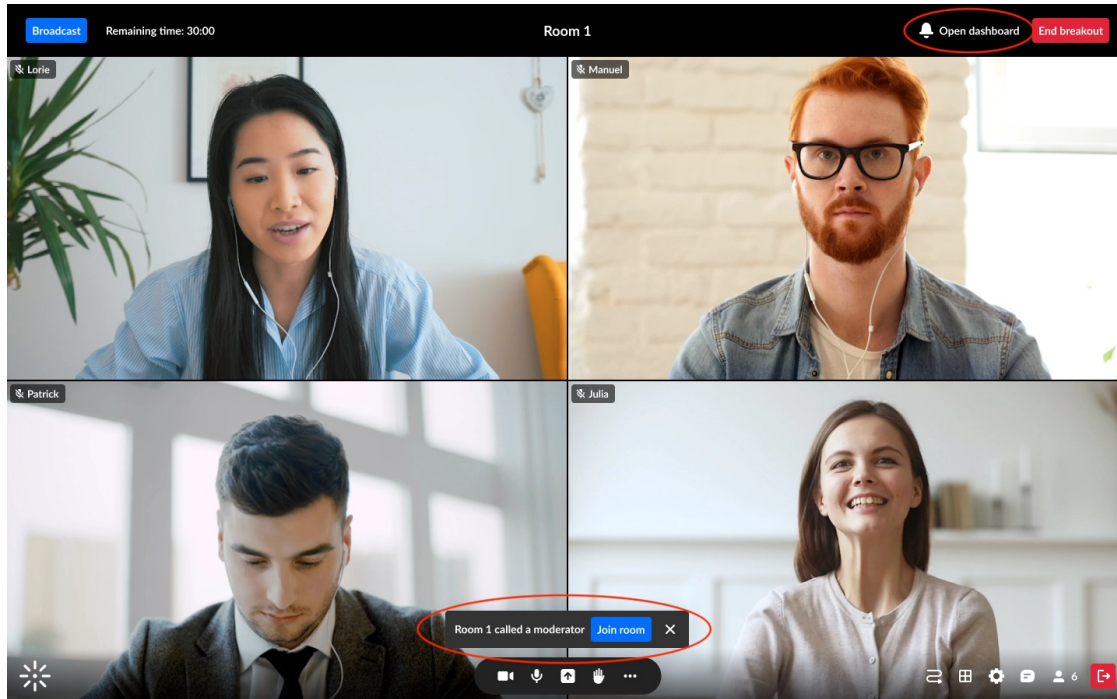 Broadcast
Remaining time: 30:00
Room 1
Open dashboard
End breakout
Lorie
Manuel
Patrick
Julia
Room 1 called a moderator
Join room
6